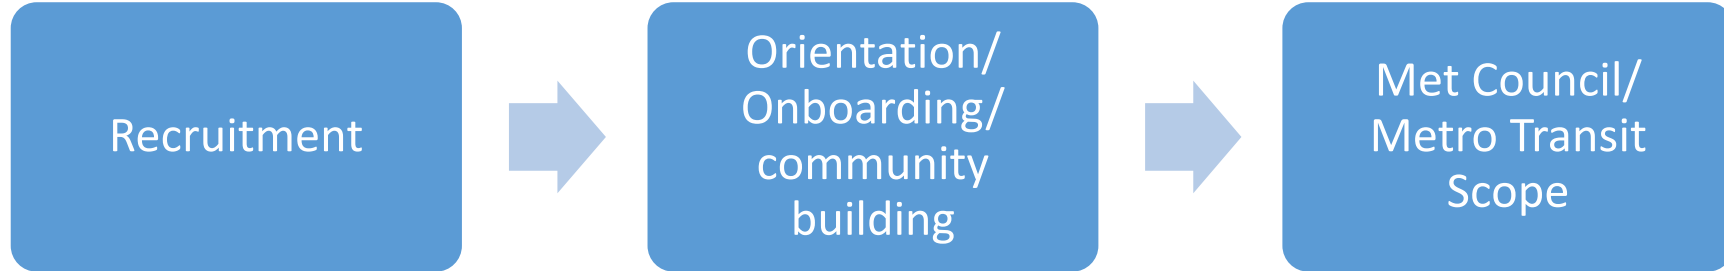 Recruitment
Orientation/
Onboarding/
community
building
Met Council/
Metro Transit
Scope